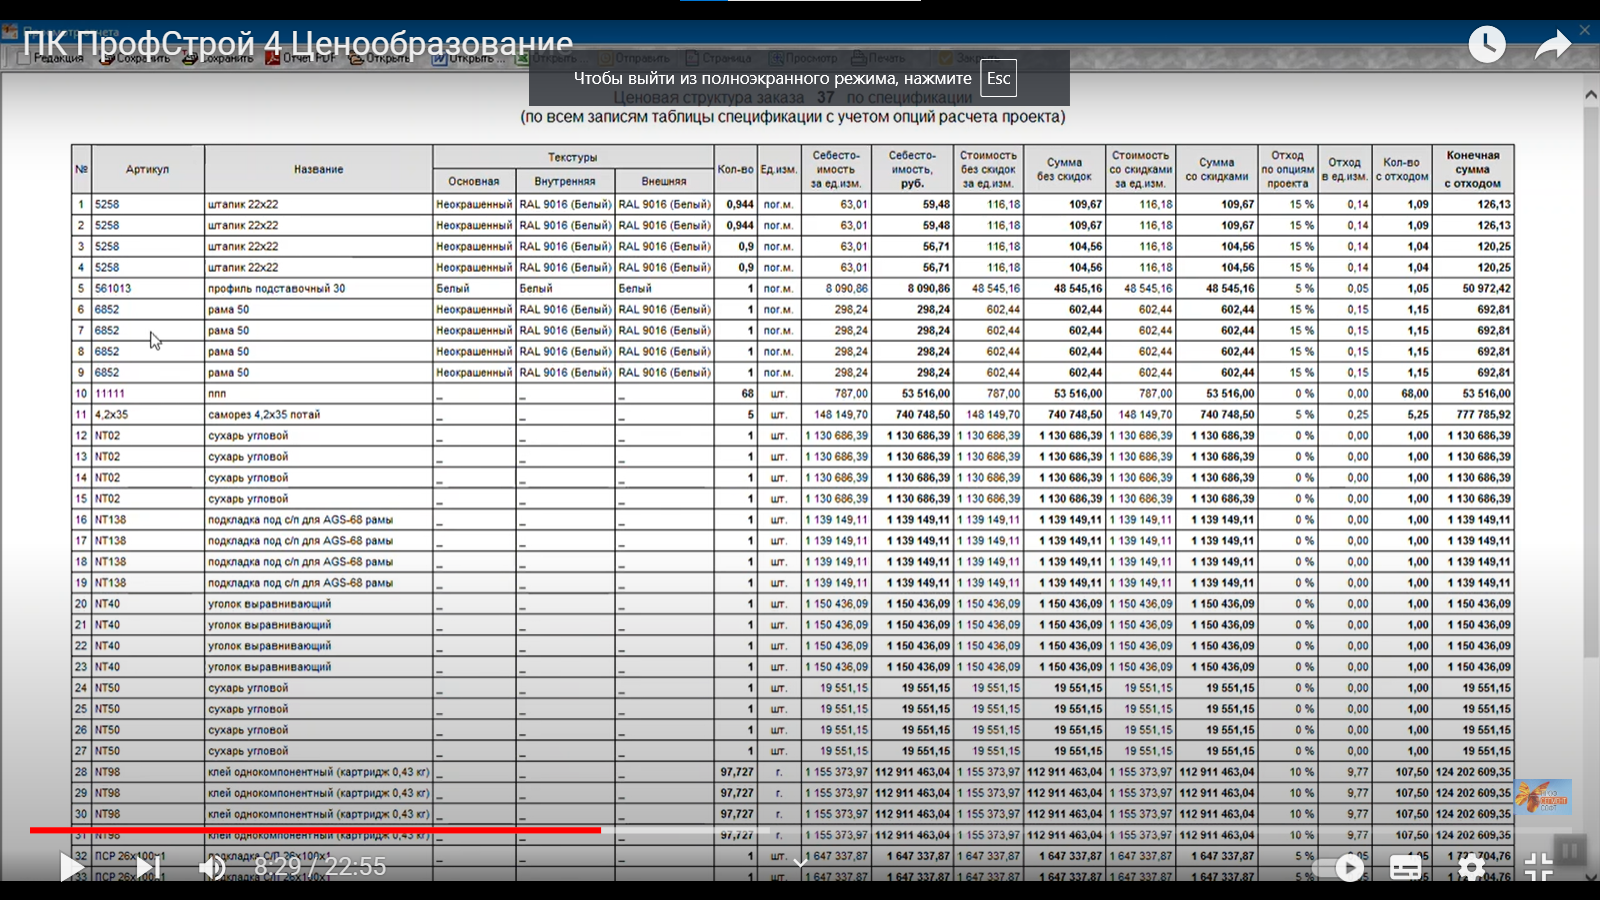 ПК ПрофСтрой 4 Ценообразование
Редакция Сохранить Сохранить Отчет PDF Открыть Открыть ... Открыть Отправить Страница Просмотр Печать
Чтобы выйти из полноэкранного режима, нажмите Esc
Ценовая структура заказа 37 по спецификации
(по всем записям таблицы спецификации с учетом опций расчета проекта)
№ Артикул Название Текстуры Основная Внутренняя Внешняя Кол-во Ед.изм. Себесто-имость за ед.изм. Себесто-имость, руб. Стоимость без скидок за ед.изм. Сумма без скидок Стоимость со скидками за ед.изм. Сумма со скидками Отход по опциям проекта Отход в ед.изм. Кол-во с отходом Конечная сумма с отходом
1 5258 штапик 22x22 Неокрашенный RAL 9016 (Белый) RAL 9016 (Белый) 0,944 пог.м. 63,01 59,48 116,18 109,67 116,18 109,67 15 % 0,14 1,09 126,13
2 5258 штапик 22x22 Неокрашенный RAL 9016 (Белый) RAL 9016 (Белый) 0,944 пог.м. 63,01 59,48 116,18 109,67 116,18 109,67 15 % 0,14 1,09 126,13
3 5258 штапик 22x22 Неокрашенный RAL 9016 (Белый) RAL 9016 (Белый) 0,9 пог.м. 63,01 56,71 116,18 104,56 116,18 104,56 15 % 0,14 1,04 120,25
4 5258 штапик 22x22 Неокрашенный RAL 9016 (Белый) RAL 9016 (Белый) 0,9 пог.м. 63,01 56,71 116,18 104,56 116,18 104,56 15 % 0,14 1,04 120,25
5 561013 профиль подставочный 30 Белый Белый Белый 1 пог.м. 8 090,86 8 090,86 48 545,16 48 545,16 48 545,16 48 545,16 5 % 0,05 1,05 50 972,42
6 6852 рама 50 Неокрашенный RAL 9016 (Белый) RAL 9016 (Белый) 1 пог.м. 298,24 298,24 602,44 602,44 602,44 602,44 15 % 0,15 1,15 692,81
7 6852 рама 50 Неокрашенный RAL 9016 (Белый) RAL 9016 (Белый) 1 пог.м. 298,24 298,24 602,44 602,44 602,44 602,44 15 % 0,15 1,15 692,81
8 6852 рама 50 Неокрашенный RAL 9016 (Белый) RAL 9016 (Белый) 1 пог.м. 298,24 298,24 602,44 602,44 602,44 602,44 15 % 0,15 1,15 692,81
9 6852 рама 50 Неокрашенный RAL 9016 (Белый) RAL 9016 (Белый) 1 пог.м. 298,24 298,24 602,44 602,44 602,44 602,44 15 % 0,15 1,15 692,81
10 11111 ппп _ _ _ 68 шт. 787,00 53 516,00 787,00 53 516,00 787,00 53 516,00 0 % 0,00 68,00 53 516,00
11 4,2x35 саморез 4,2x35 потай _ _ _ 5 шт. 148 149,70 740 748,50 148 149,70 740 748,50 148 149,70 740 748,50 5 % 0,25 5,25 777 785,92
12 NT02 сухарь угловой _ _ _ 1 шт. 1 130 686,39 1 130 686,39 1 130 686,39 1 130 686,39 1 130 686,39 1 130 686,39 0 % 0,00 1,00 1 130 686,39
13 NT02 сухарь угловой _ _ _ 1 шт. 1 130 686,39 1 130 686,39 1 130 686,39 1 130 686,39 1 130 686,39 1 130 686,39 0 % 0,00 1,00 1 130 686,39
14 NT02 сухарь угловой _ _ _ 1 шт. 1 130 686,39 1 130 686,39 1 130 686,39 1 130 686,39 1 130 686,39 1 130 686,39 0 % 0,00 1,00 1 130 686,39
15 NT02 сухарь угловой _ _ _ 1 шт. 1 130 686,39 1 130 686,39 1 130 686,39 1 130 686,39 1 130 686,39 1 130 686,39 0 % 0,00 1,00 1 130 686,39
16 NT138 подкладка под с/п для AGS-68 рамы _ _ _ 1 шт. 1 139 149,11 1 139 149,11 1 139 149,11 1 139 149,11 1 139 149,11 1 139 149,11 0 % 0,00 1,00 1 139 149,11
17 NT138 подкладка под с/п для AGS-68 рамы _ _ _ 1 шт. 1 139 149,11 1 139 149,11 1 139 149,11 1 139 149,11 1 139 149,11 1 139 149,11 0 % 0,00 1,00 1 139 149,11
18 NT138 подкладка под с/п для AGS-68 рамы _ _ _ 1 шт. 1 139 149,11 1 139 149,11 1 139 149,11 1 139 149,11 1 139 149,11 1 139 149,11 0 % 0,00 1,00 1 139 149,11
19 NT138 подкладка под с/п для AGS-68 рамы _ _ _ 1 шт. 1 139 149,11 1 139 149,11 1 139 149,11 1 139 149,11 1 139 149,11 1 139 149,11 0 % 0,00 1,00 1 139 149,11
20 NT40 уголок выравнивающий _ _ _ 1 шт. 1 150 436,09 1 150 436,09 1 150 436,09 1 150 436,09 1 150 436,09 1 150 436,09 0 % 0,00 1,00 1 150 436,09
21 NT40 уголок выравнивающий _ _ _ 1 шт. 1 150 436,09 1 150 436,09 1 150 436,09 1 150 436,09 1 150 436,09 1 150 436,09 0 % 0,00 1,00 1 150 436,09
22 NT40 уголок выравнивающий _ _ _ 1 шт. 1 150 436,09 1 150 436,09 1 150 436,09 1 150 436,09 1 150 436,09 1 150 436,09 0 % 0,00 1,00 1 150 436,09
23 NT40 уголок выравнивающий _ _ _ 1 шт. 1 150 436,09 1 150 436,09 1 150 436,09 1 150 436,09 1 150 436,09 1 150 436,09 0 % 0,00 1,00 1 150 436,09
24 NT50 сухарь угловой _ _ _ 1 шт. 19 551,15 19 551,15 19 551,15 19 551,15 19 551,15 19 551,15 0 % 0,00 1,00 19 551,15
25 NT50 сухарь угловой _ _ _ 1 шт. 19 551,15 19 551,15 19 551,15 19 551,15 19 551,15 19 551,15 0 % 0,00 1,00 19 551,15
26 NT50 сухарь угловой _ _ _ 1 шт. 19 551,15 19 551,15 19 551,15 19 551,15 19 551,15 19 551,15 0 % 0,00 1,00 19 551,15
27 NT50 сухарь угловой _ _ _ 1 шт. 19 551,15 19 551,15 19 551,15 19 551,15 19 551,15 19 551,15 0 % 0,00 1,00 19 551,15
28 NT98 клей однокомпонентный (картридж 0,43 кг) _ _ _ 97,727 г. 1 155 373,97 112 911 463,04 1 155 373,97 112 911 463,04 1 155 373,97 112 911 463,04 10 % 9,77 107,50 124 202 609,35
29 NT98 клей однокомпонентный (картридж 0,43 кг) _ _ _ 97,727 г. 1 155 373,97 112 911 463,04 1 155 373,97 112 911 463,04 1 155 373,97 112 911 463,04 10 % 9,77 107,50 124 202 609,35
30 NT98 клей однокомпонентный (картридж 0,43 кг) _ _ _ 97,727 г. 1 155 373,97 112 911 463,04 1 155 373,97 112 911 463,04 1 155 373,97 112 911 463,04 10 % 9,77 107,50 124 202 609,35
31 NT98 клей однокомпонентный (картридж 0,43 кг) _ _ _ 97,727 г. 1 155 373,97 112 911 463,04 1 155 373,97 112 911 463,04 1 155 373,97 112 911 463,04 10 % 9,77 107,50 124 202 609,35
32 ПСР 26x100x1 подкладка С/П 26x100x1 _ _ _ 1 шт. 1 647 337,87 1 647 337,87 1 647 337,87 1 647 337,87 1 647 337,87 1 647 337,87 5 %
33 ПСР 26x100x1 подкладка С/П 26x100x1 1 шт. 1 647 337,87 1 647 337,87 1 647 337,87 1 647 337,87 1 647 337,87 1 647 337,87 5 %
8:29 / 22:55